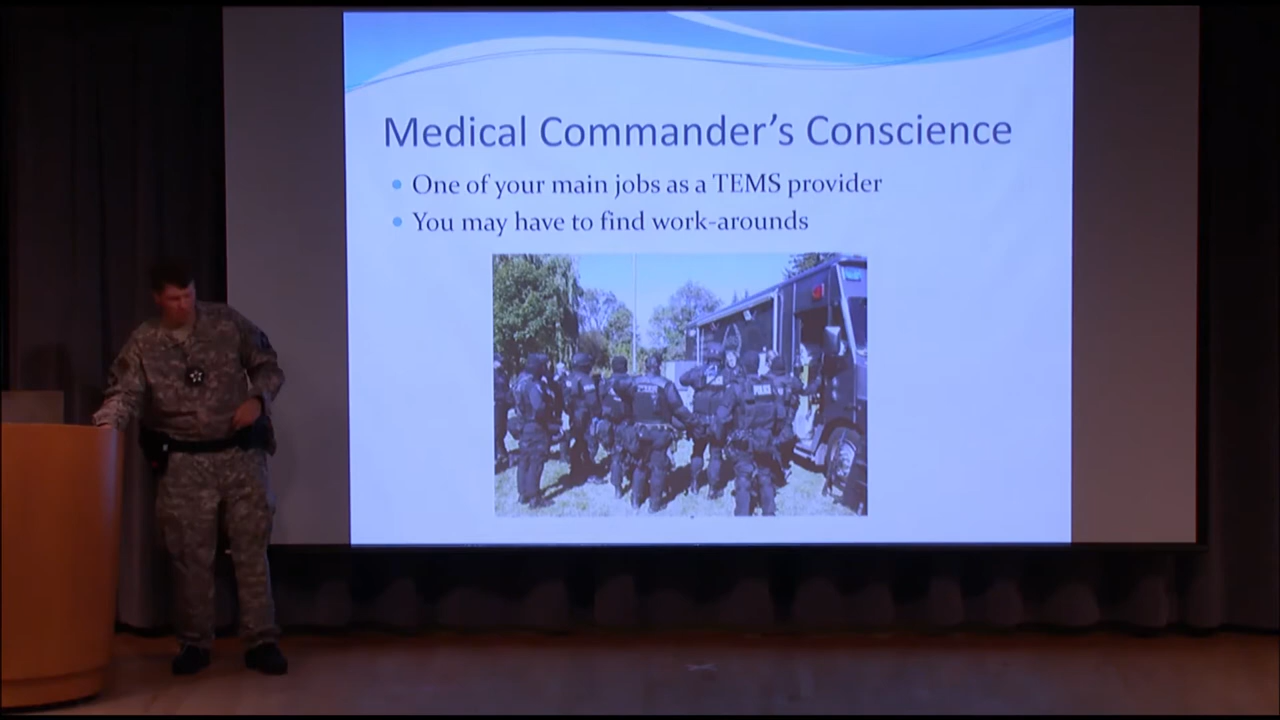 Medical Commander's Conscience
One of your main jobs as a TEMS provider
You may have to find work-arounds
POLICE